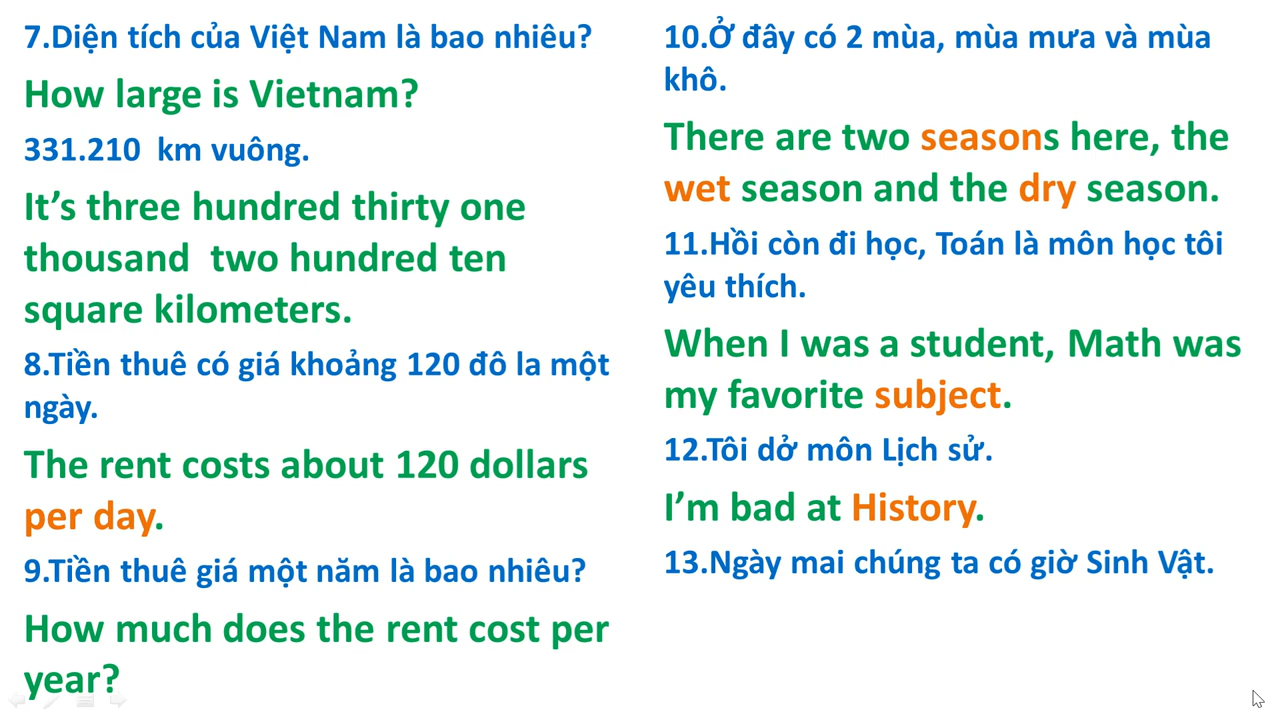 7.Diện tích của Việt Nam là bao nhiêu?
How large is Vietnam?
331.210 km vuông.
It's three hundred thirty one
thousand two hundred ten
square kilometers.
8.Tiền thuê có giá khoảng 120 đô la một
ngày.
The rent costs about 120 dollars
per day.
9.Tiền thuê giá một năm là bao nhiêu?
How much does the rent cost per
year?
10.Ở đây có 2 mùa, mùa mưa và mùa
khô.
There are two seasons here, the
wet season and the dry season.
11.Hồi còn đi học, Toán là môn học tôi
yêu thích.
When I was a student, Math was
my favorite subject.
12.Tôi dở môn Lịch sử.
I'm bad at History.
13.Ngày mai chúng ta có giờ Sinh Vật.